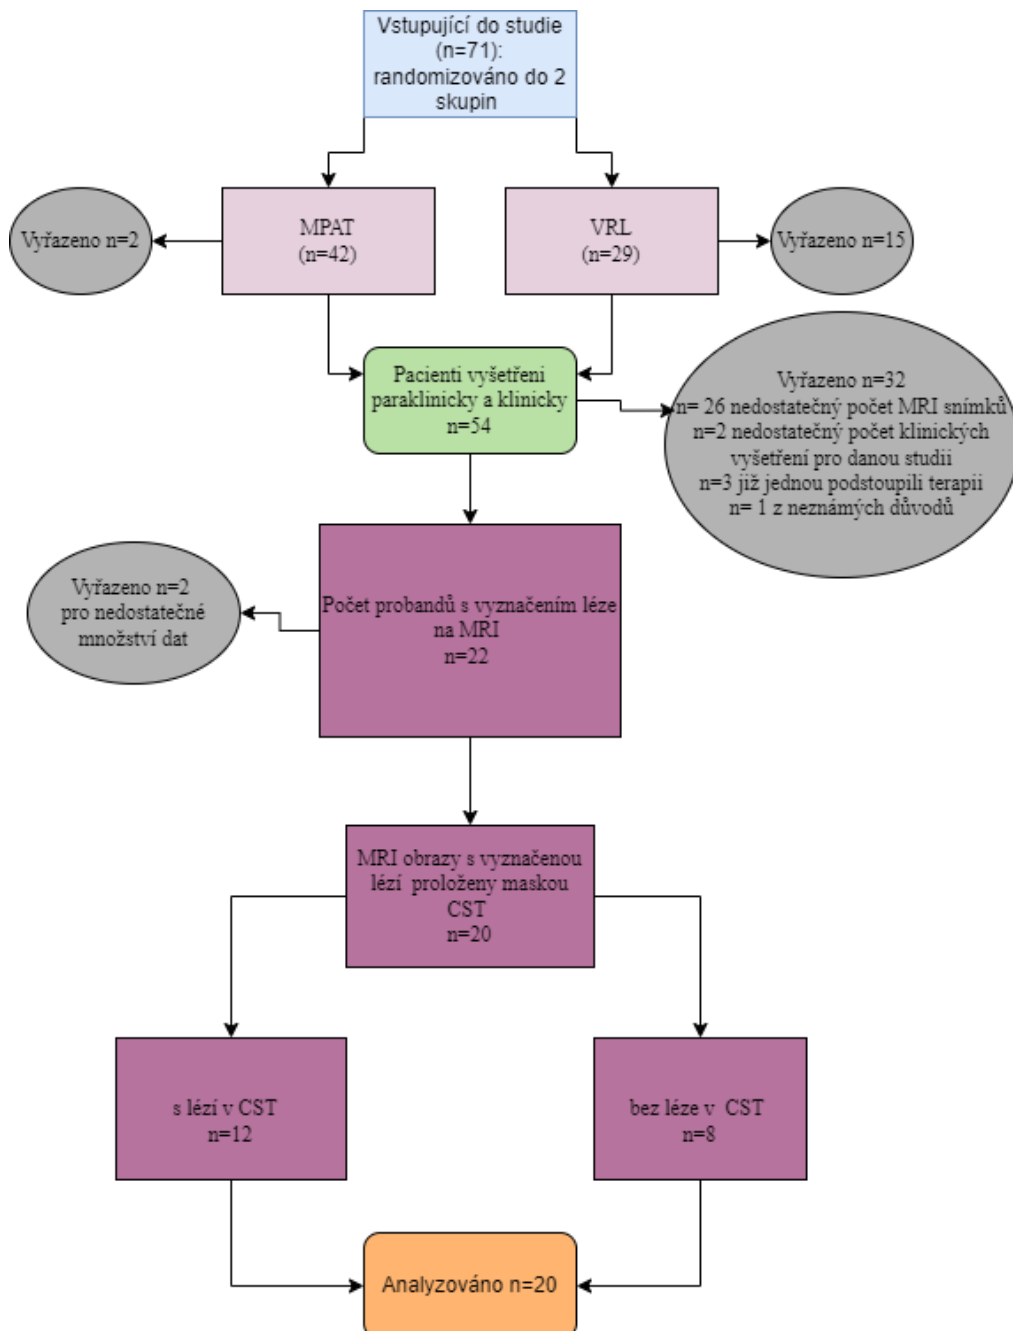 Vstupující do studie
(n=71):
randomizováno do 2
skupin
Vyřazeno n=2
MPAT
(n=42)
VRL
(n=29)
Vyřazeno n=15
Pacienti vyšetřeni
paraklinicky a klinicky
n=54
Vyřazeno n=32
n= 26 nedostatečný počet MRI snímků
n=2 nedostatečný počet klinických
vyšetření pro danou studii
n=3 již jednou podstoupili terapii
n= 1 z neznámých důvodů
Vyřazeno n=2
pro nedostatečné
množství dat
Počet probandů s vyznačením léze
na MRI
n=22
MRI obrazy s vyznačenou
lézí proloženy maskou
CST
n=20
s lézí v CST
n=12
bez léze v CST
n=8
Analyzováno n=20